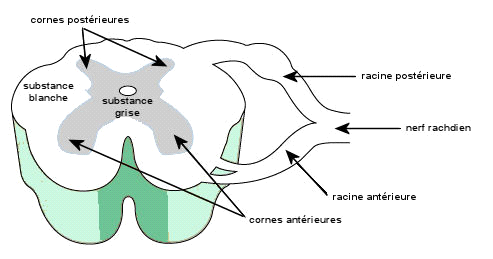 cornes postérieures
substance
blanche
substance
grise
racine postérieure
nerf rachdien
racine antérieure
cornes antérieures